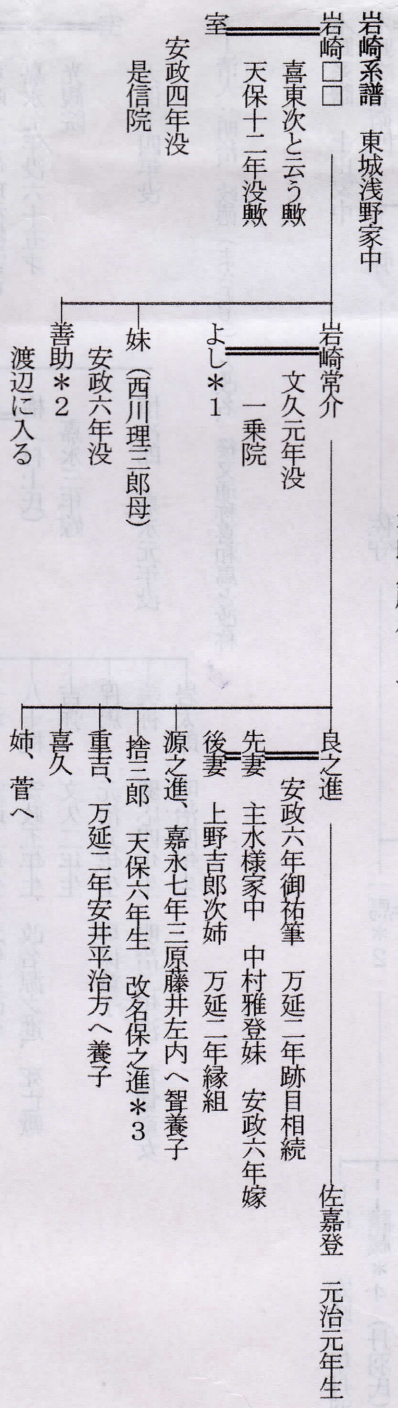 岩崎系譜　東城浅野家中
岩崎□□
喜東次と云う歟
天保十二年没歟
室
安政四年没
是信院
岩崎常介
文久元年没
一乗院
よし＊1
妹（西川理三郎母）
安政六年没
善助＊2
渡辺に入る
良之進
安政六年御祐筆　万延二年跡目相続
先妻　主水様家中　中村雅登妹　安政六年嫁
後妻　上野吉郎次姉　万延二年縁組
源之進、嘉永七年三原藤井左内へ聟養子
捨三郎　天保六年生　改名保之進＊3
重吉、万延二年安井平治方へ養子
喜久
姉、菅へ
佐嘉登　元治元年生